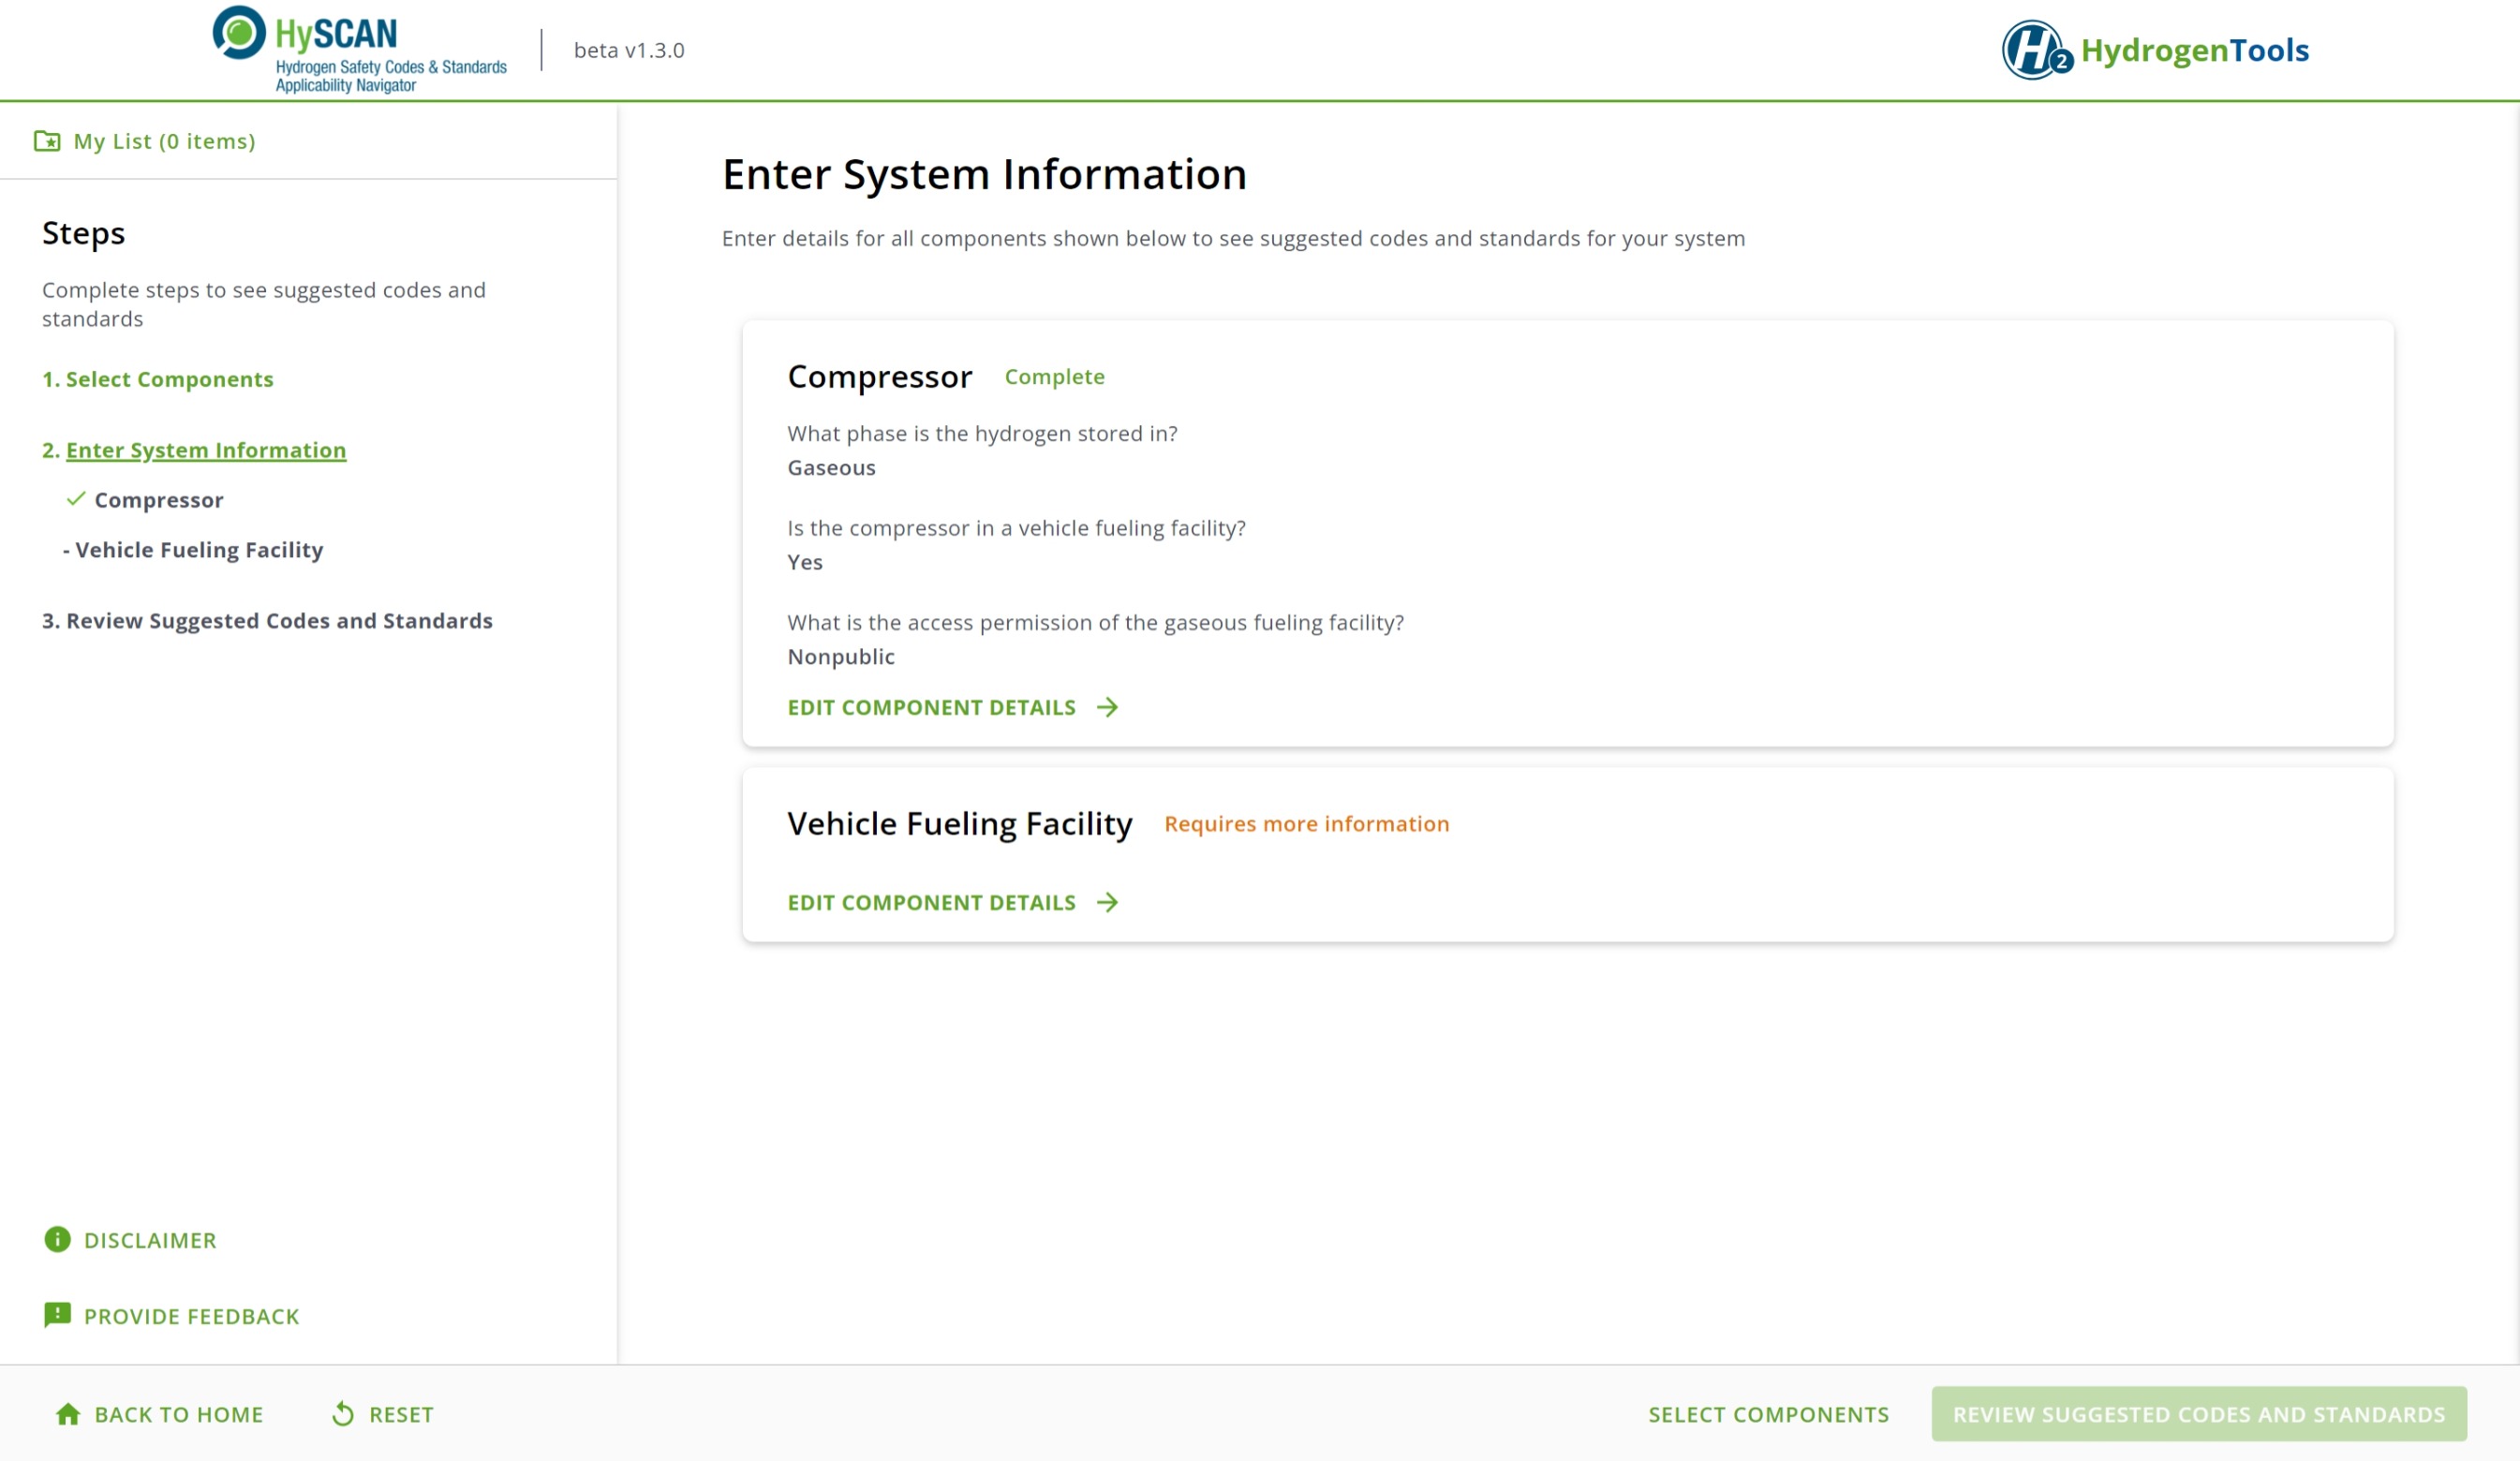 HySCAN
Hydrogen Safety Codes & Standards
Applicability Navigator
beta v1.3.0
H2 HydrogenTools
My List (0 items)
Steps
Complete steps to see suggested codes and
standards
1. Select Components
2. Enter System Information
Compressor
- Vehicle Fueling Facility
3. Review Suggested Codes and Standards
DISCLAIMER
PROVIDE FEEDBACK
Enter System Information
Enter details for all components shown below to see suggested codes and standards for your system
Compressor Complete
What phase is the hydrogen stored in?
Gaseous
Is the compressor in a vehicle fueling facility?
Yes
What is the access permission of the gaseous fueling facility?
Nonpublic
EDIT COMPONENT DETAILS
Vehicle Fueling Facility Requires more information
EDIT COMPONENT DETAILS
BACK TO HOME RESET SELECT COMPONENTS REVIEW SUGGESTED CODES AND STANDARDS